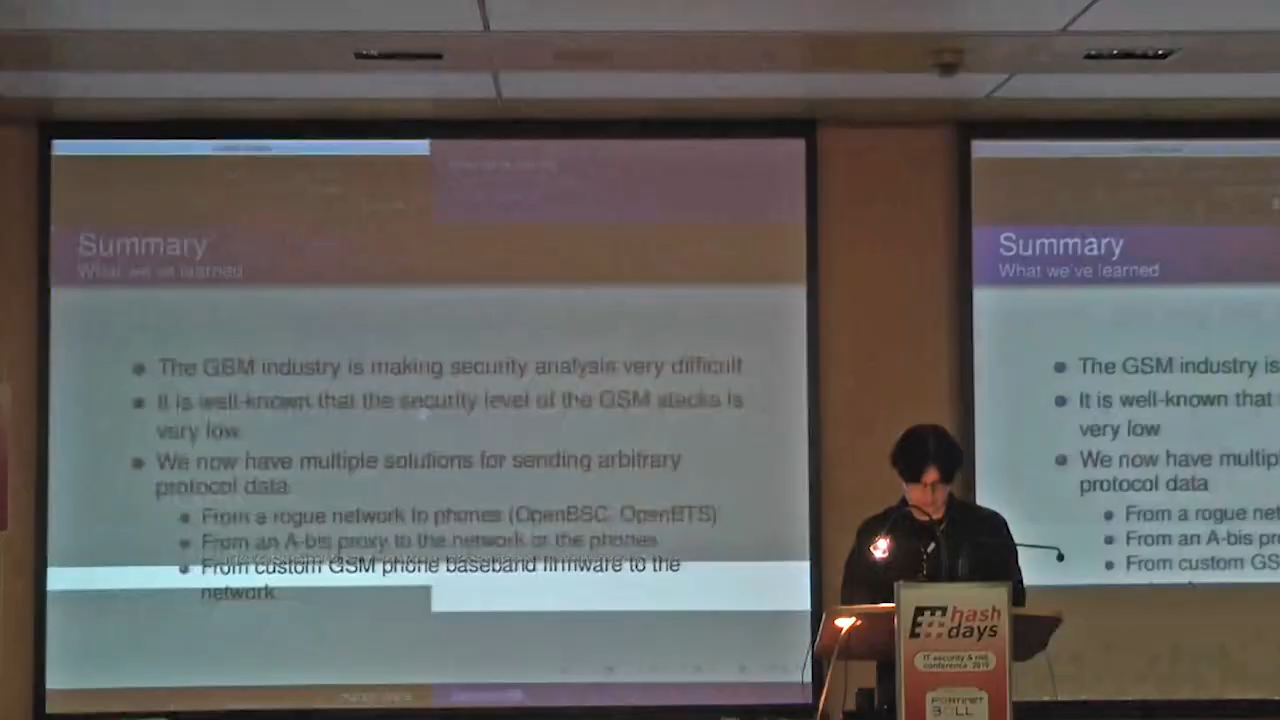 Summary
What we've learned
The GSM industry is making security analysis very difficult
It is well-known that the security level of the GSM stacks is
very low
We now have multiple solutions for sending arbitrary
protocol data
From a rogue network to phones (OpenBSC, OpenBTS)
From an A-bis proxy to the network or the phones
From custom GSM phone baseband firmware to the
network
Summary
What we've learned
The GSM industry is
It is well-known that
very low
We now have multip
protocol data
From a rogue net
From an A-bis pro
From custom GS
hash
days
IT security & risk
conference 2010
FORTINET
BOLL